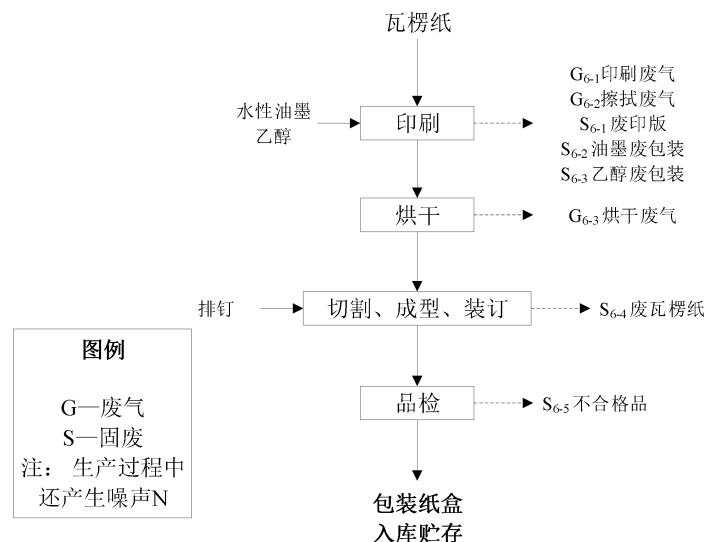 瓦楞纸
水性油墨
乙醇
印刷
G6-1印刷废气
G6-2擦拭废气
S6-1废印版
S6-2油墨废包装
S6-3乙醇废包装
烘干
G6-3烘干废气
排钉
切割、成型、装订
S6-4废瓦楞纸
品检
S6-5不合格品
包装纸盒
入库贮存
图例
G—废气
S—固废
注： 生产过程中
还产生噪声N